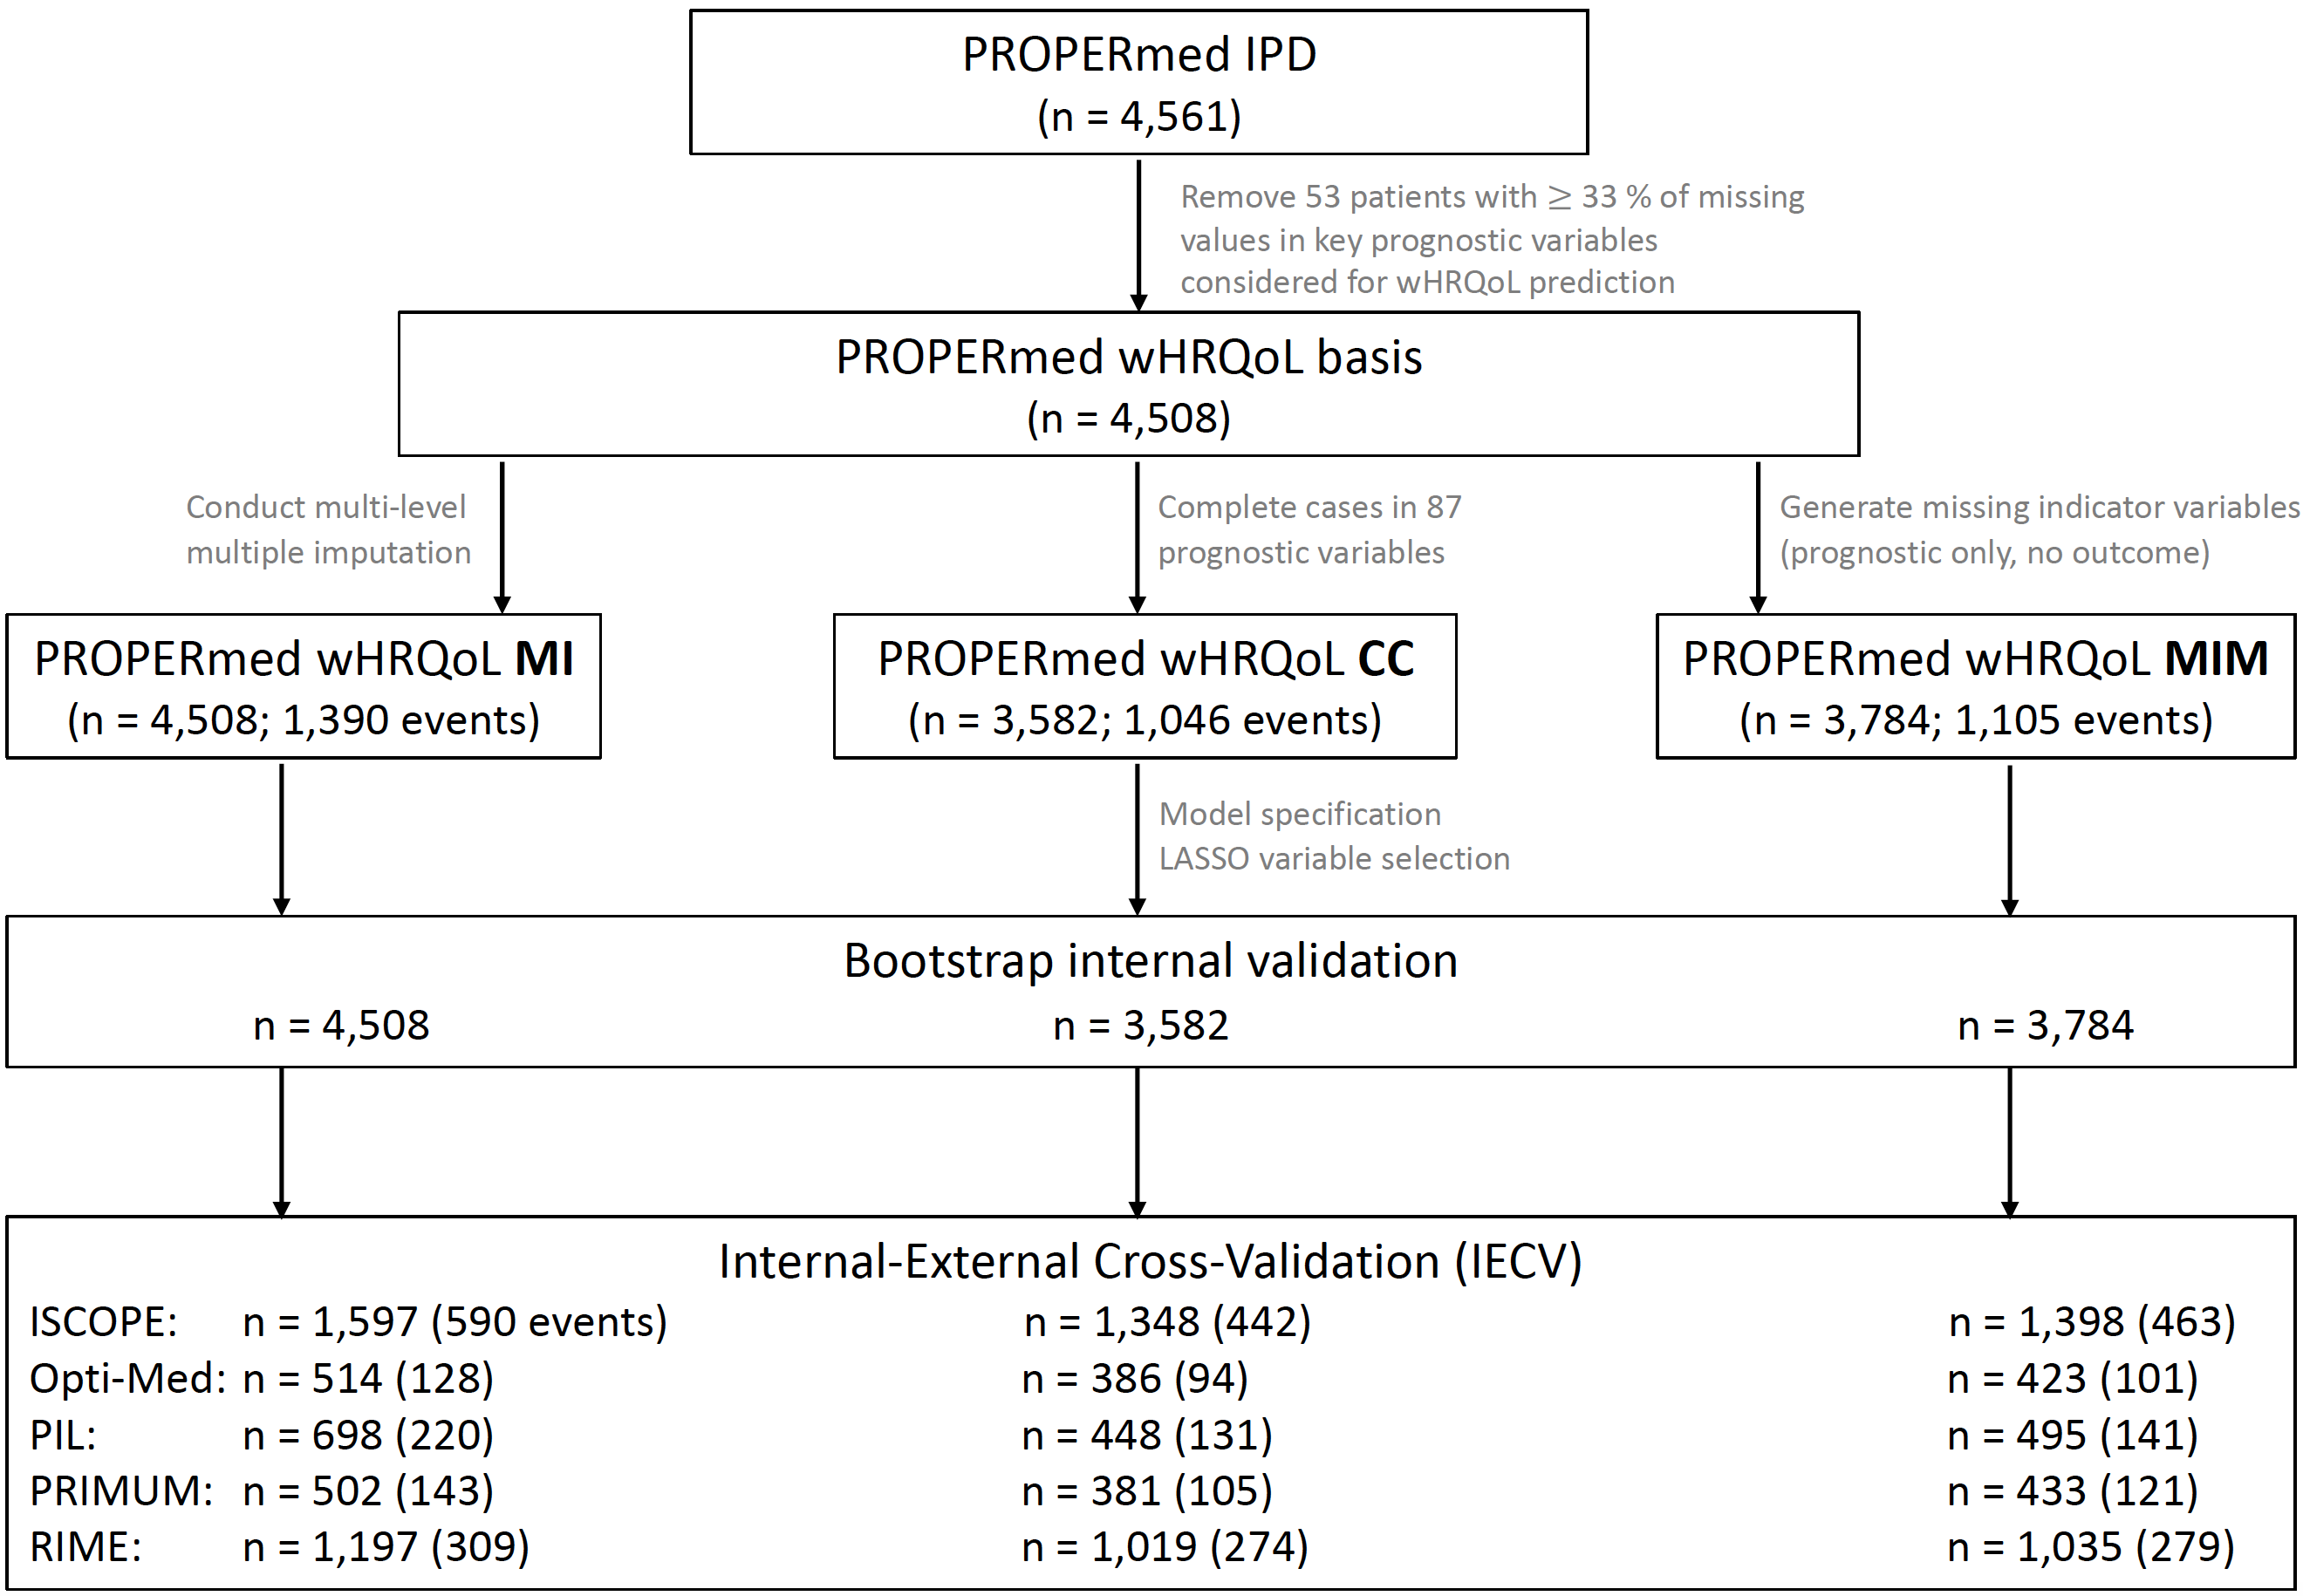 PROPERmed IPD
(n = 4,561)
Remove 53 patients with ≥ 33 % of missing
values in key prognostic variables
considered for wHRQoL prediction
PROPERmed wHRQoL basis
(n = 4,508)
Conduct multi-level
multiple imputation
Complete cases in 87
prognostic variables
Generate missing indicator variables
(prognostic only, no outcome)
PROPERmed wHRQoL MI
(n = 4,508; 1,390 events)
PROPERmed wHRQoL CC
(n = 3,582; 1,046 events)
PROPERmed wHRQoL MIM
(n = 3,784; 1,105 events)
Model specification
LASSO variable selection
Bootstrap internal validation
n = 4,508 n = 3,582 n = 3,784
Internal-External Cross-Validation (IECV)
ISCOPE: n = 1,597 (590 events) n = 1,348 (442) n = 1,398 (463)
Opti-Med: n = 514 (128) n = 386 (94) n = 423 (101)
PIL: n = 698 (220) n = 448 (131) n = 495 (141)
PRIMUM: n = 502 (143) n = 381 (105) n = 433 (121)
RIME: n = 1,197 (309) n = 1,019 (274) n = 1,035 (279)